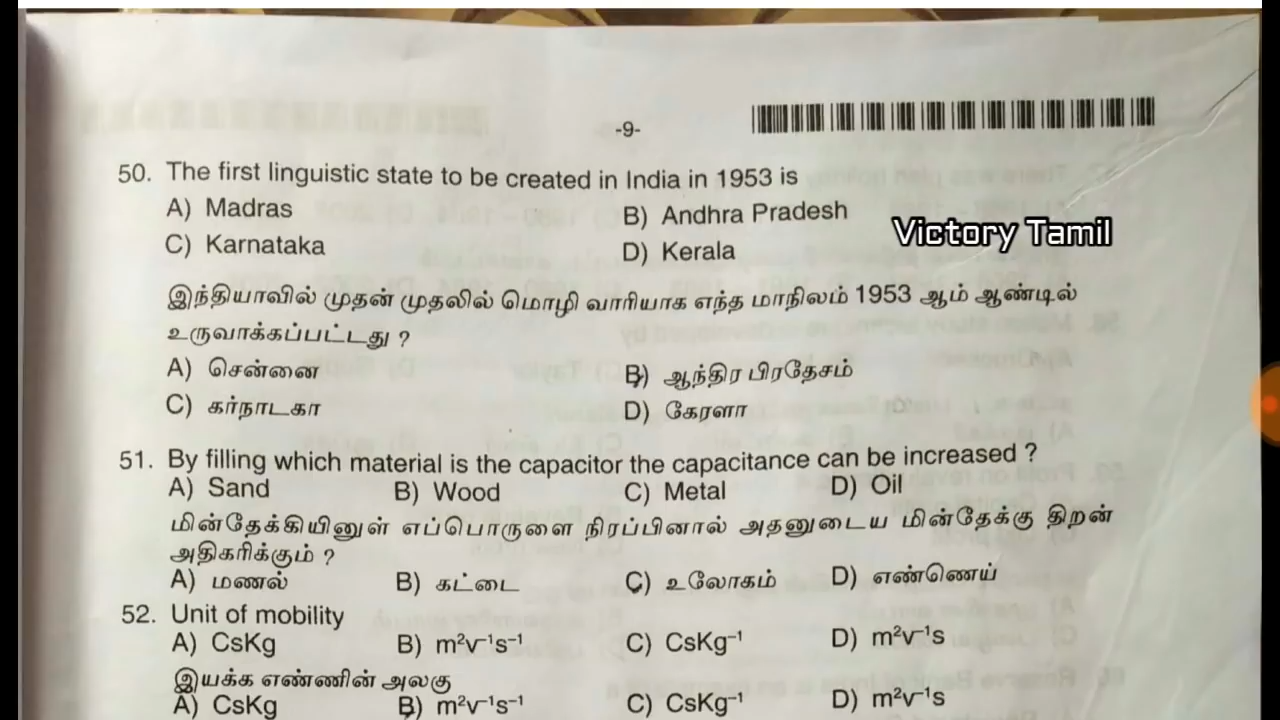 -9-
50. The first linguistic state to be created in India in 1953 is
A) Madras B) Andhra Pradesh
Victory Tamil
C) Karnataka D) Kerala
இந்தியாவில் முதன் முதலில் மொழி வாரியாக எந்த மாநிலம் 1953 ஆம் ஆண்டில்
உருவாக்கப்பட்டது ?
A) சென்னை B) ஆந்திர பிரதேசம்
C) கர்நாடகா D) கேரளா
51. By filling which material is the capacitor the capacitance can be increased ?
A) Sand B) Wood C) Metal D) Oil
மின்தேக்கியினுள் எப்பொருளை நிரப்பினால் அதனுடைய மின்தேக்கு திறன்
அதிகரிக்கும் ?
A) மணல் B) கட்டை C) உலோகம் D) எண்ணெய்
52. Unit of mobility
A) CsKg B) m²v⁻¹s⁻¹ C) CsKg⁻¹ D) m²v⁻¹s
இயக்க எண்ணின் அலகு
A) CsKg B) m²v⁻¹s⁻¹ C) CsKg⁻¹ D) m²v⁻¹s